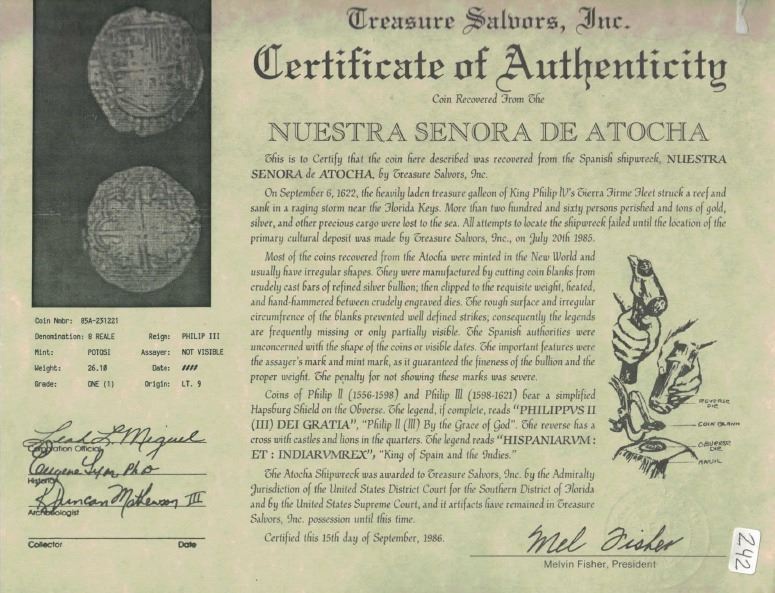 Treasure Salvors, Inc.
Certificate of Authenticity
Coin Recovered From The
NUESTRA SENORA DE ATOCHA
This is to Certify that the coin here described was recovered from the Spanish shipwreck, NUESTRA
SENORA de ATOCHA, by Treasure Salvors, Inc.
On September 6, 1622, the heavily laden treasure galleon of King Philip IV's Tierra Firme Fleet struck a reef and
sank in a raging storm near the Florida Keys. More than two hundred and sixty persons perished and tons of gold,
silver, and other precious cargo were lost to the sea. All attempts to locate the shipwreck failed until the location of the
primary cultural deposit was made by Treasure Salvors, Inc., on July 20th 1985.
Most of the coins recovered from the Atocha were minted in the New World and
usually have irregular shapes. They were manufactured by cutting coin blanks from
crudely cast bars of refined silver bullion; then clipped to the requisite weight, heated,
and hand-hammered between crudely engraved dies. The rough surface and irregular
circumfrence of the blanks prevented well defined strikes; consequently the legends
are frequently missing or only partially visible. The Spanish authorities were
unconcerned with the shape of the coins or visible dates. The important features were
the assayer's mark and mint mark, as it guaranteed the fineness of the bullion and the
proper weight. The penalty for not showing these marks was severe.
Coins of Philip II (1556-1598) and Philip III (1598-1621) bear a simplified
Hapsburg Shield on the Obverse. The legend, if complete, reads "PHILIPPVS II
(III) DEI GRATIA", "Philip II (III) By the Grace of God". The reverse has a
cross with castles and lions in the quarters. The legend reads "HISPANIARVM :
ET : INDIARVMREX", "King of Spain and the Indies."
The Atocha Shipwreck was awarded to Treasure Salvors, Inc. by the Admiralty
Jurisdiction of the United States District Court for the Southern District of Florida
and by the United States Supreme Court, and it artifacts have remained in Treasure
Salvors, Inc. possession until this time.
Certified this 15th day of September, 1986.
Mel Fisher
Melvin Fisher, President
242
REVERSE DIE
COIN BLANK
OBVERSE DIE
ANVIL
Coin Nmbr: 85A-231221
Denomination: 8 REALE Reign: PHILIP III
Mint: POTOSI Assayer: NOT VISIBLE
Weight: 26.10 Date: ####
Grade: ONE (1) Origin: LT. 9
Official
Eugene Lyon PhD
Historian
R Duncan Mathewson III
Archaeologist
Collector Date